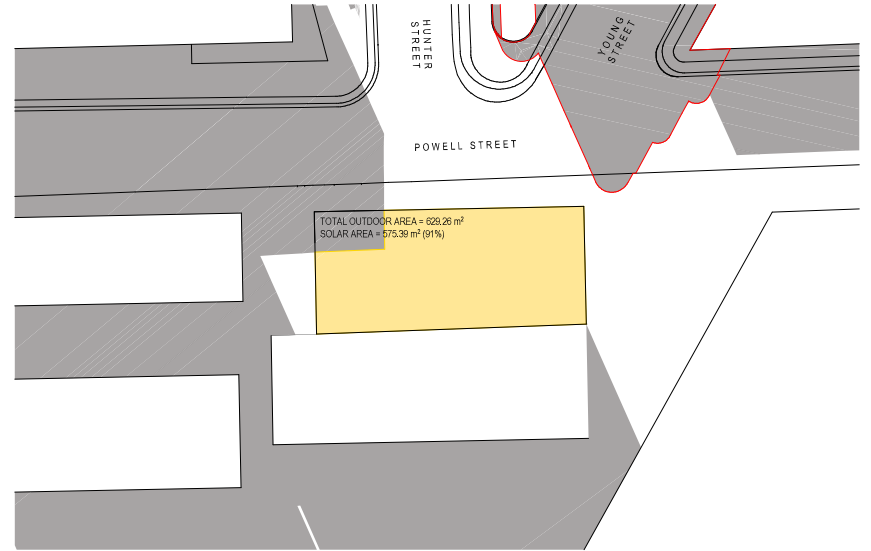 HUNTER
STREET
YOUNG
STREET
POWELL STREET
TOTAL OUTDOOR AREA = 629.26 m²
SOLAR AREA = 575.39 m² (91%)